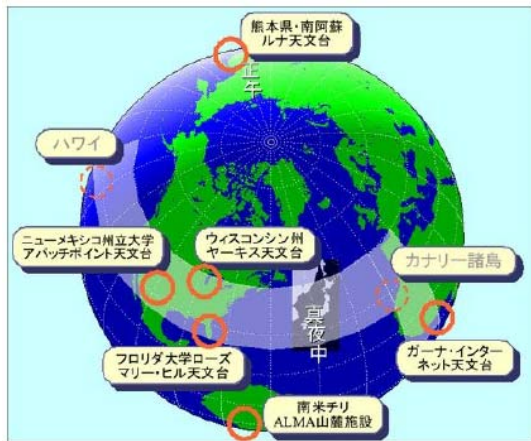 熊本県・南阿蘇
ルナ天文台
正午
ハワイ
ニューメキシコ州立大学
アパッチポイント天文台
ウィスコンシン州
ヤーキス天文台
カナリー諸島
真夜中
フロリダ大学ローズ
マリー・ヒル天文台
ガーナ・インター
ネット天文台
南米チリ
ALMA山麓施設